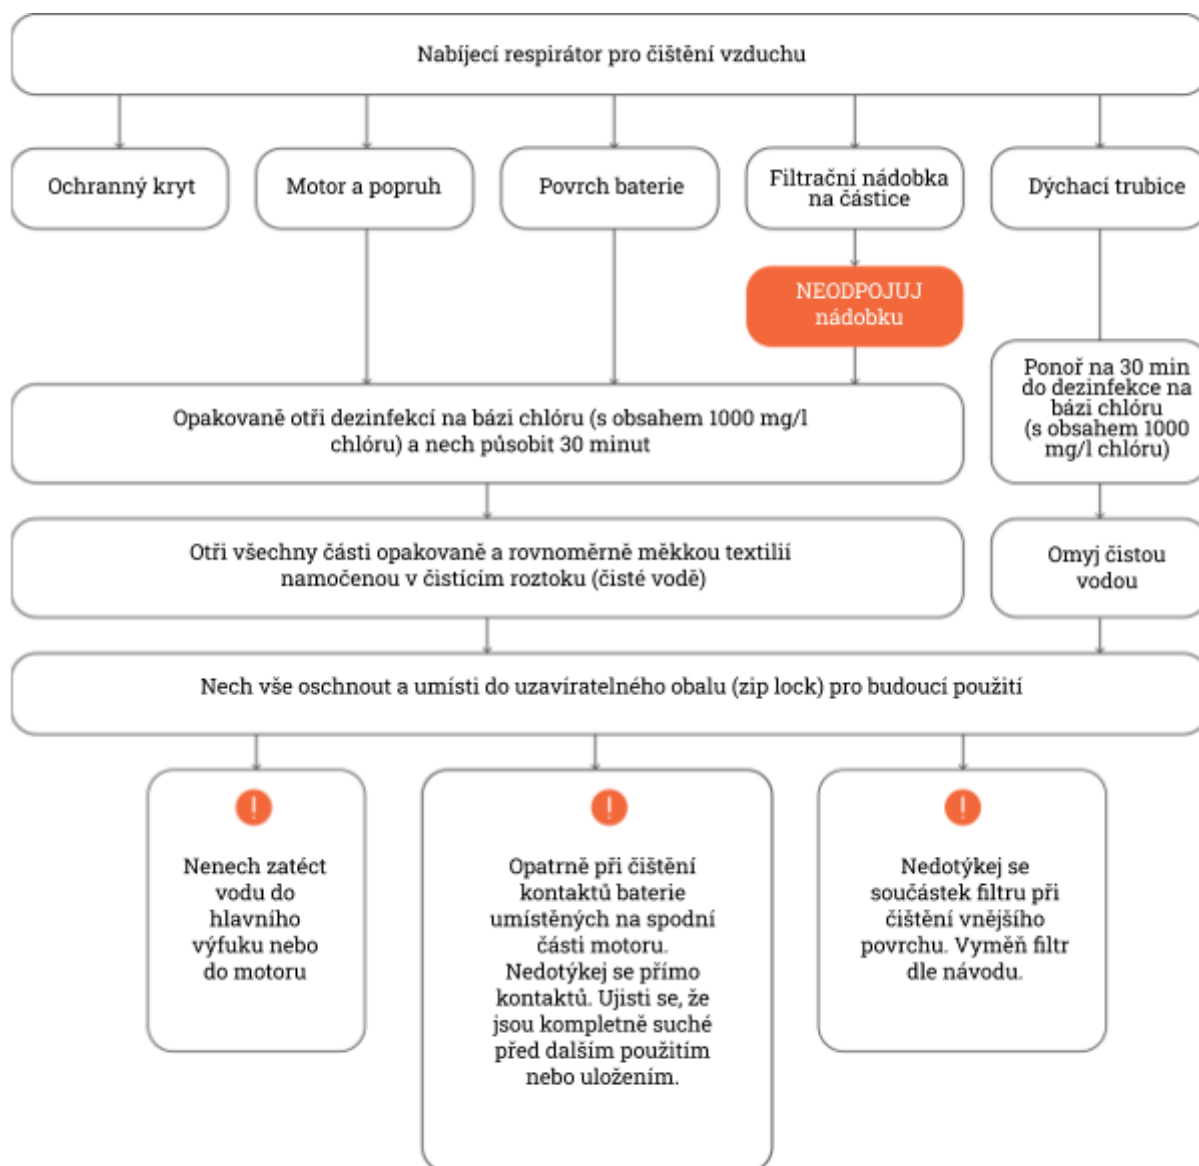 Nabíjecí respirátor pro čištění vzduchu
Ochranný kryt
Motor a popruh
Povrch baterie
Filtrační nádobka
na částice
Dýchací trubice
NEODPOJUJ
nádobku
Opakovaně otři dezinfekcí na bázi chlóru (s obsahem 1000 mg/l
chlóru) a nech působit 30 minut
Ponoř na 30 min
do dezinfekce na
bázi chlóru
(s obsahem 1000
mg/l chlóru)
Otři všechny části opakovaně a rovnoměrně měkkou textilií
namočenou v čistícím roztoku (čisté vodě)
Omyj čistou
vodou
Nech vše oschnout a umísti do uzavíratelného obalu (zip lock) pro budoucí použití
!
Nenech zatéct
vodu do
hlavního
výfuku nebo
do motoru
!
Opatrně při čištění
kontaktů baterie
umístěných na spodní
části motoru.
Nedotýkej se přímo
kontaktů. Ujisti se, že
jsou kompletně suché
před dalším použitím
nebo uložením.
!
Nedotýkej se
součástek filtru při
čištění vnějšího
povrchu. Vyměň filtr
dle návodu.